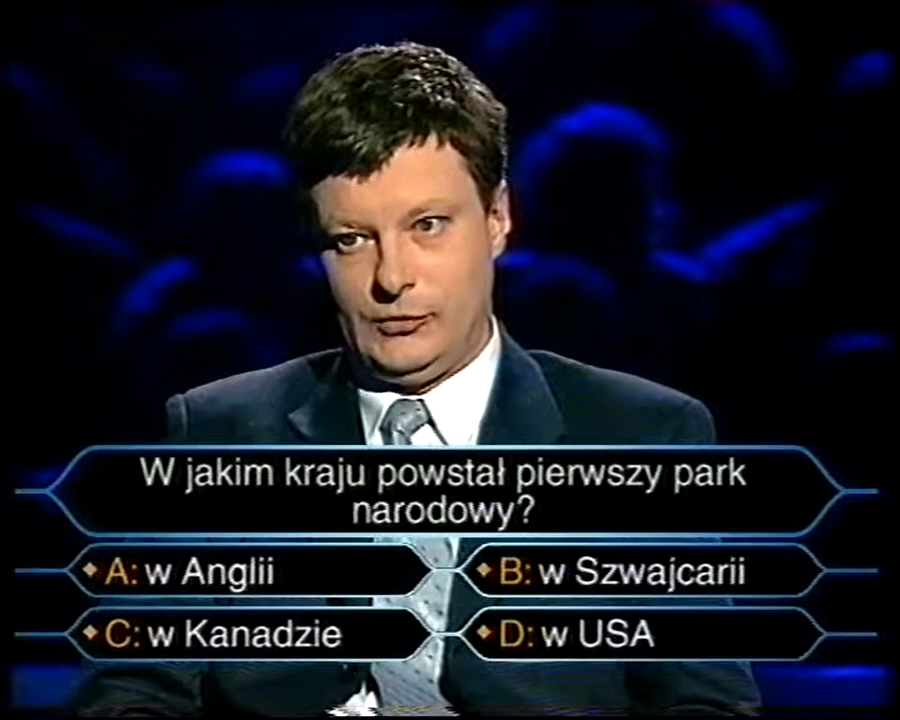 W jakim kraju powstał pierwszy park
narodowy?
A: w Anglii
B: w Szwajcarii
C: w Kanadzie
D: w USA